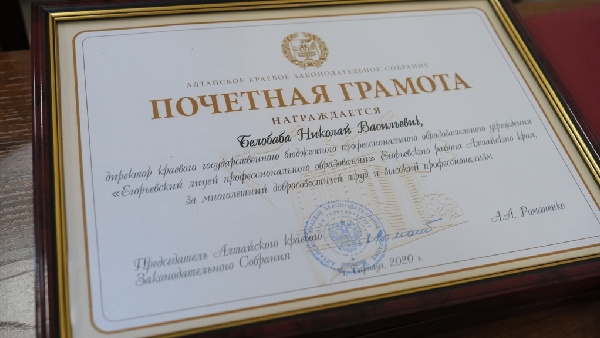 АЛТАЙСКОЕ КРАЕВОЕ ЗАКОНОДАТЕЛЬНОЕ СОБРАНИЕ
ПОЧЕТНАЯ ГРАМОТА
НАГРАЖДАЕТСЯ
Белобаба Николай Васильевич,
директор краевого государственного бюджетного профессионального образовательного учреждения
«Егорьевский лицей профессионального образования» Егорьевского района Алтайского края,
за многолетний добросовестный труд и высокий профессионализм
Председатель Алтайского краевого
Законодательного Собрания
А.А. Романенко
2020 г.